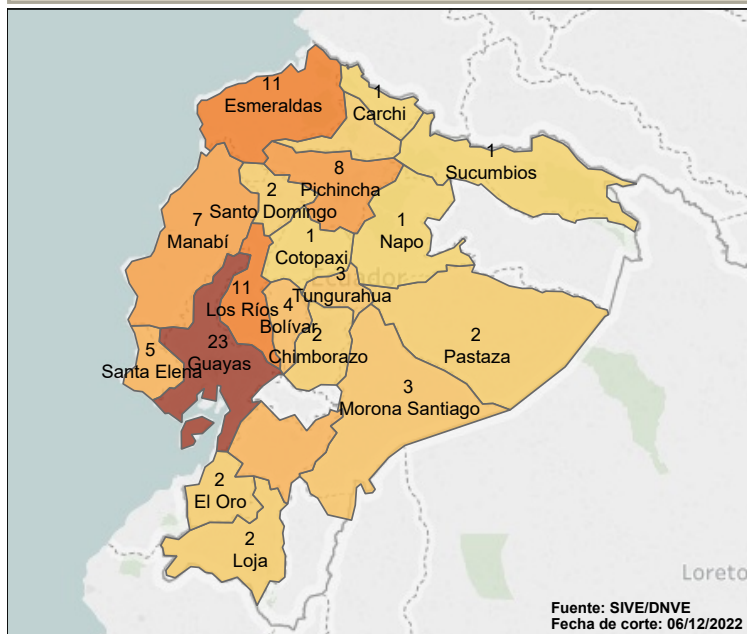 11
Esmeraldas
1
Carchi
1
Sucumbios
8
Pichincha
2
Santo Domingo
7
Manabí
1
Napo
1
Cotopaxi
Ecuador
3
Tungurahua
11
Los Ríos
4
Bolívar
2
Chimborazo
2
Pastaza
23
Guayas
5
Santa Elena
3
Morona Santiago
2
El Oro
2
Loja
Loreto
Fuente: SIVE/DNVE
Fecha de corte: 06/12/2022